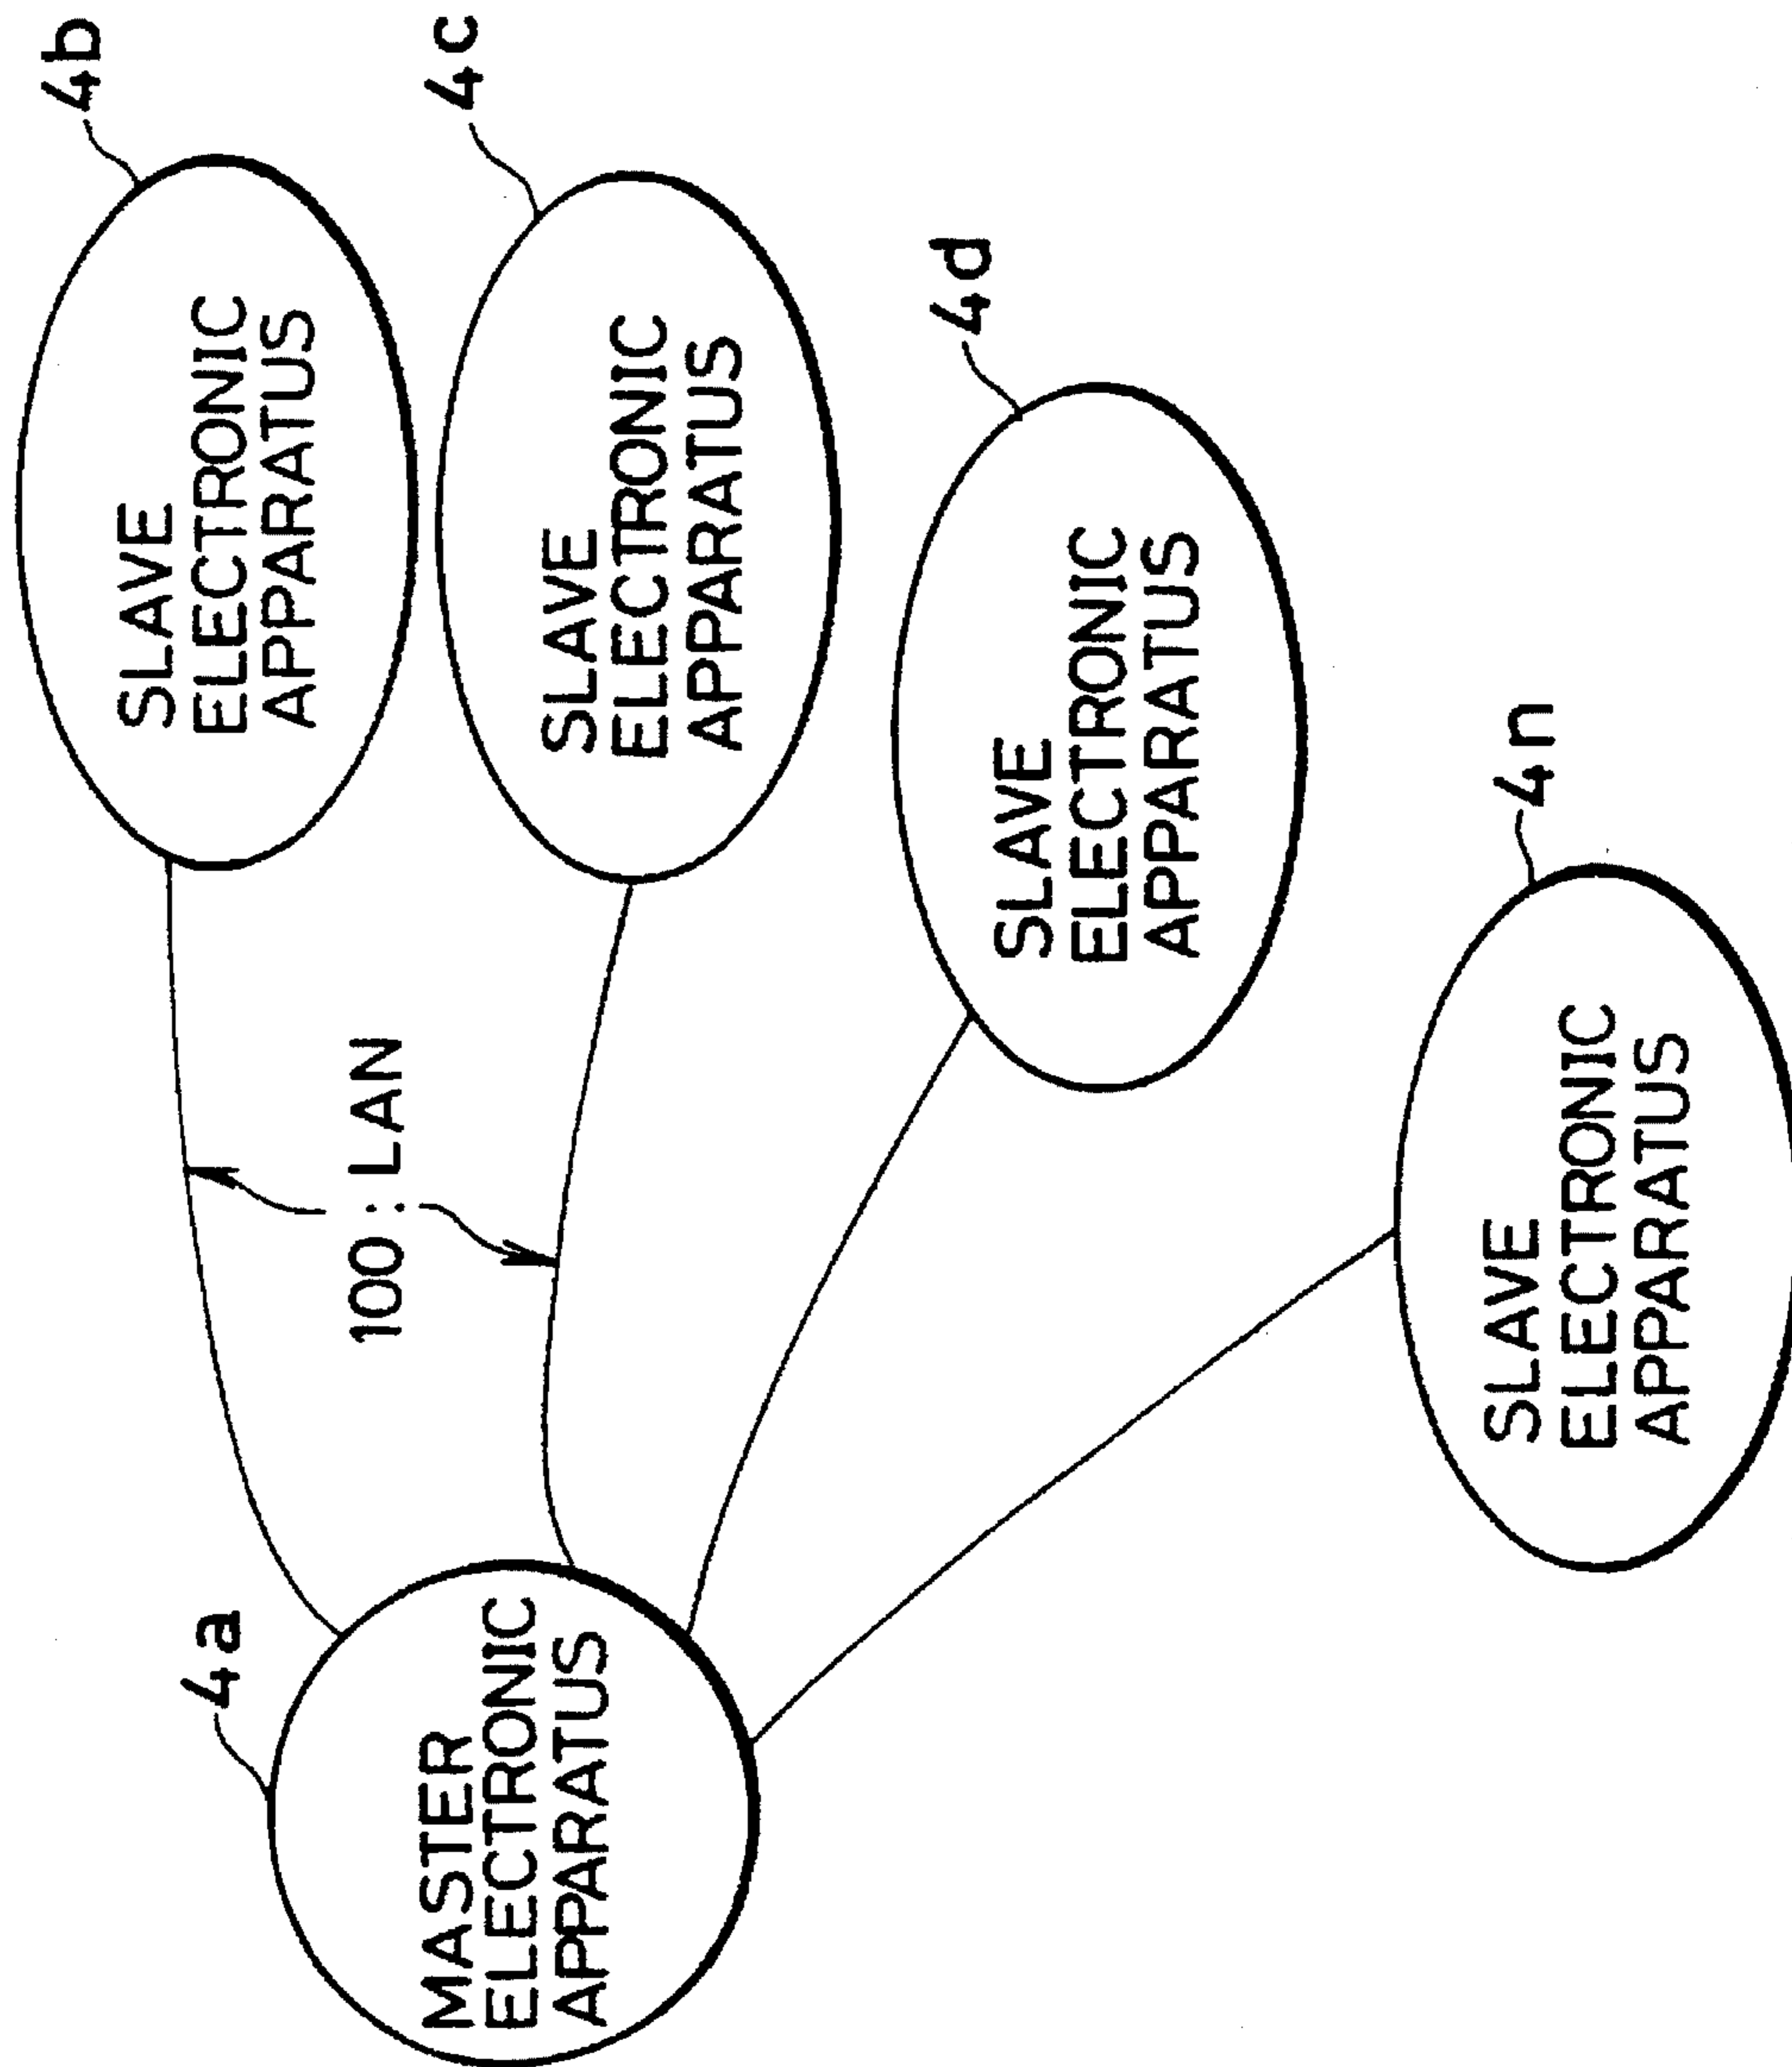 4a
MASTER
ELECTRONIC
APPARATUS
100 : LAN
4b
SLAVE
ELECTRONIC
APPARATUS
4c
SLAVE
ELECTRONIC
APPARATUS
4d
SLAVE
ELECTRONIC
APPARATUS
4n
SLAVE
ELECTRONIC
APPARATUS